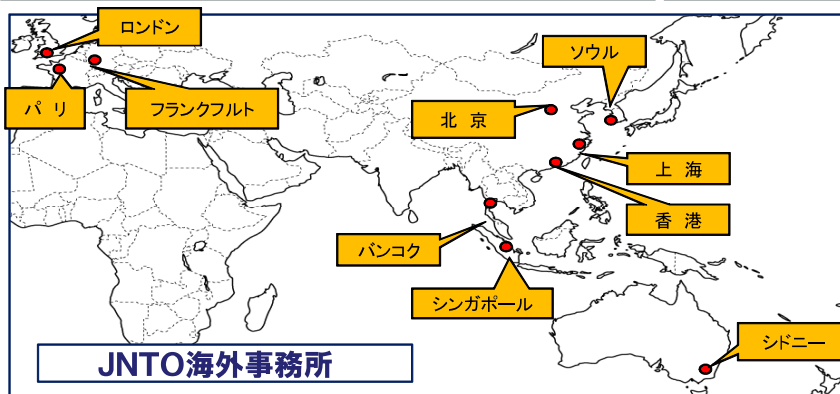 ロンドン
ソウル
パ リ
フランクフルト
北 京
上 海
香 港
バンコク
シンガポール
シドニー
JNTO海外事務所